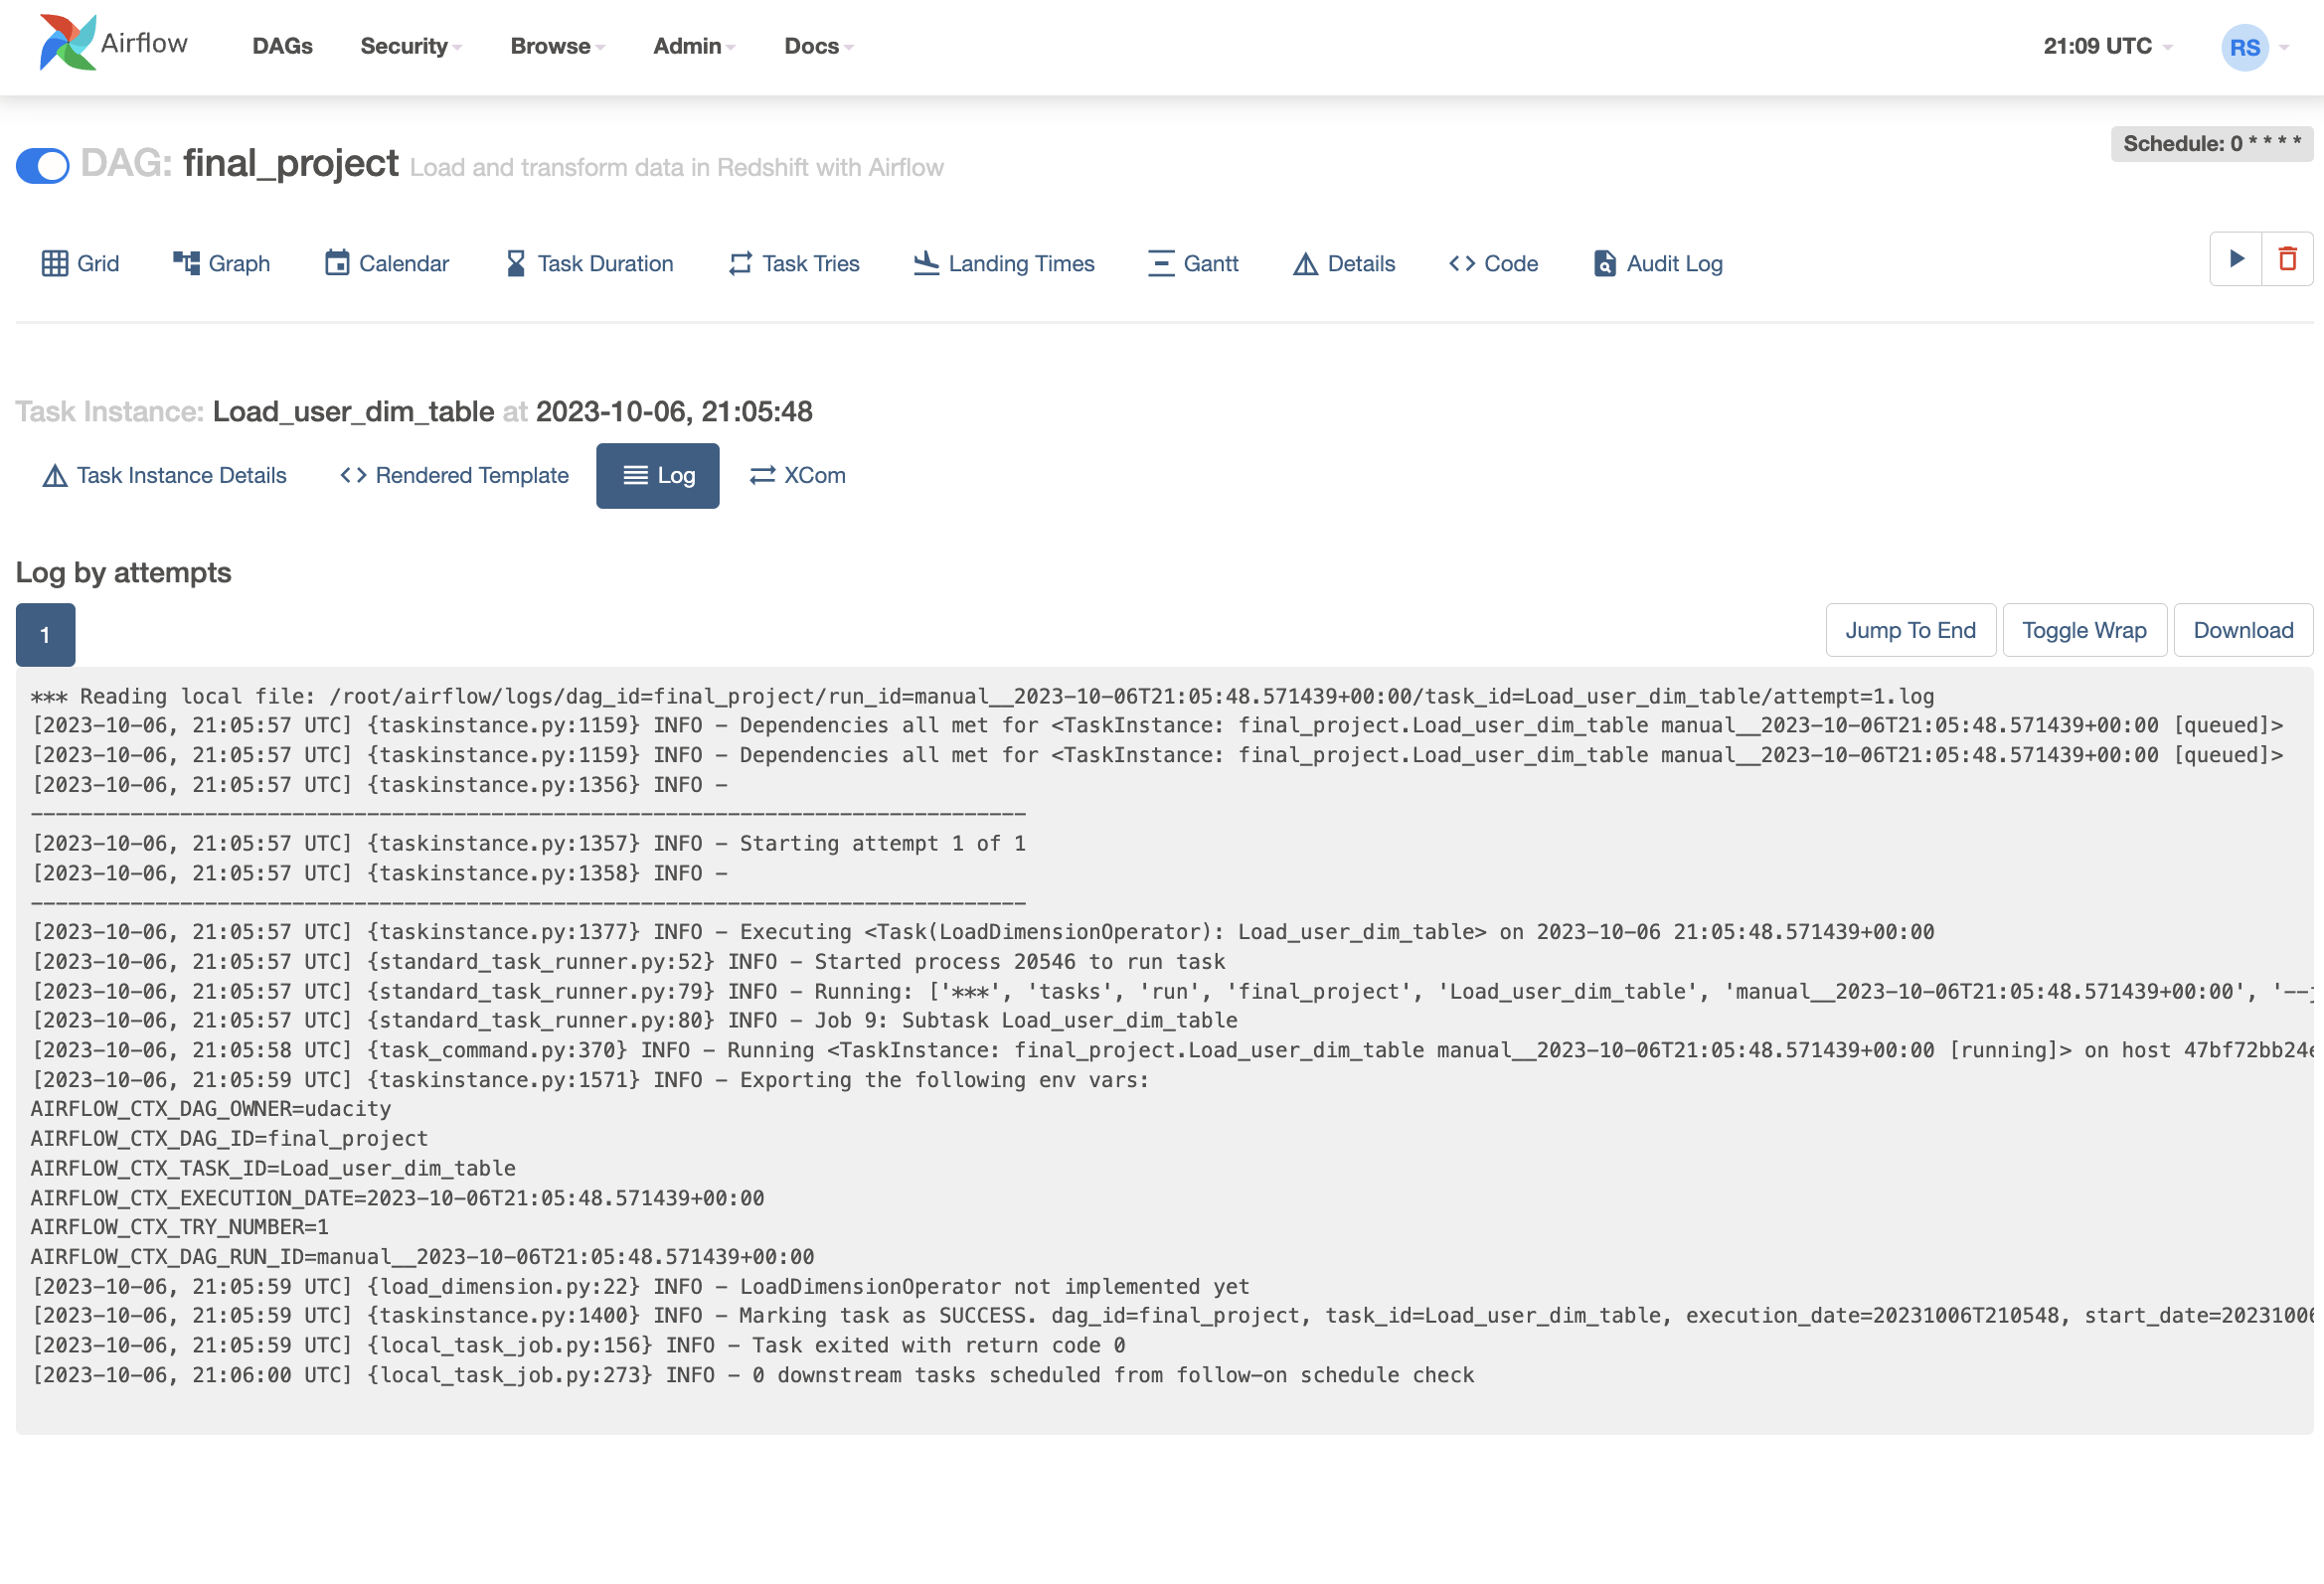 Airflow DAGs Security Browse Admin Docs 21:09 UTC RS
Schedule: 0 * * * *
DAG: final_project Load and transform data in Redshift with Airflow
Grid Graph Calendar Task Duration Task Tries Landing Times Gantt Details Code Audit Log
Task Instance: Load_user_dim_table at 2023-10-06, 21:05:48
Task Instance Details Rendered Template Log XCom
Log by attempts
1 Jump To End Toggle Wrap Download
*** Reading local file: /root/airflow/logs/dag_id=final_project/run_id=manual__2023-10-06T21:05:48.571439+00:00/task_id=Load_user_dim_table/attempt=1.log
[2023-10-06, 21:05:57 UTC] {taskinstance.py:1159} INFO - Dependencies all met for <TaskInstance: final_project.Load_user_dim_table manual__2023-10-06T21:05:48.571439+00:00 [queued]>
[2023-10-06, 21:05:57 UTC] {taskinstance.py:1159} INFO - Dependencies all met for <TaskInstance: final_project.Load_user_dim_table manual__2023-10-06T21:05:48.571439+00:00 [queued]>
[2023-10-06, 21:05:57 UTC] {taskinstance.py:1356} INFO -
--------------------------------------------------------------------------------
[2023-10-06, 21:05:57 UTC] {taskinstance.py:1357} INFO - Starting attempt 1 of 1
[2023-10-06, 21:05:57 UTC] {taskinstance.py:1358} INFO -
--------------------------------------------------------------------------------
[2023-10-06, 21:05:57 UTC] {taskinstance.py:1377} INFO - Executing <Task(LoadDimensionOperator): Load_user_dim_table> on 2023-10-06 21:05:48.571439+00:00
[2023-10-06, 21:05:57 UTC] {standard_task_runner.py:52} INFO - Started process 20546 to run task
[2023-10-06, 21:05:57 UTC] {standard_task_runner.py:79} INFO - Running: ['***', 'tasks', 'run', 'final_project', 'Load_user_dim_table', 'manual__2023-10-06T21:05:48.571439+00:00', '--
[2023-10-06, 21:05:57 UTC] {standard_task_runner.py:80} INFO - Job 9: Subtask Load_user_dim_table
[2023-10-06, 21:05:58 UTC] {task_command.py:370} INFO - Running <TaskInstance: final_project.Load_user_dim_table manual__2023-10-06T21:05:48.571439+00:00 [running]> on host 47bf72bb24e
[2023-10-06, 21:05:59 UTC] {taskinstance.py:1571} INFO - Exporting the following env vars:
AIRFLOW_CTX_DAG_OWNER=udacity
AIRFLOW_CTX_DAG_ID=final_project
AIRFLOW_CTX_TASK_ID=Load_user_dim_table
AIRFLOW_CTX_EXECUTION_DATE=2023-10-06T21:05:48.571439+00:00
AIRFLOW_CTX_TRY_NUMBER=1
AIRFLOW_CTX_DAG_RUN_ID=manual__2023-10-06T21:05:48.571439+00:00
[2023-10-06, 21:05:59 UTC] {load_dimension.py:22} INFO - LoadDimensionOperator not implemented yet
[2023-10-06, 21:05:59 UTC] {taskinstance.py:1400} INFO - Marking task as SUCCESS. dag_id=final_project, task_id=Load_user_dim_table, execution_date=20231006T210548, start_date=2023100
[2023-10-06, 21:05:59 UTC] {local_task_job.py:156} INFO - Task exited with return code 0
[2023-10-06, 21:06:00 UTC] {local_task_job.py:273} INFO - 0 downstream tasks scheduled from follow-on schedule check